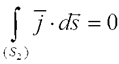 ∫ j̅ · ds̅ = 0
(S₂)